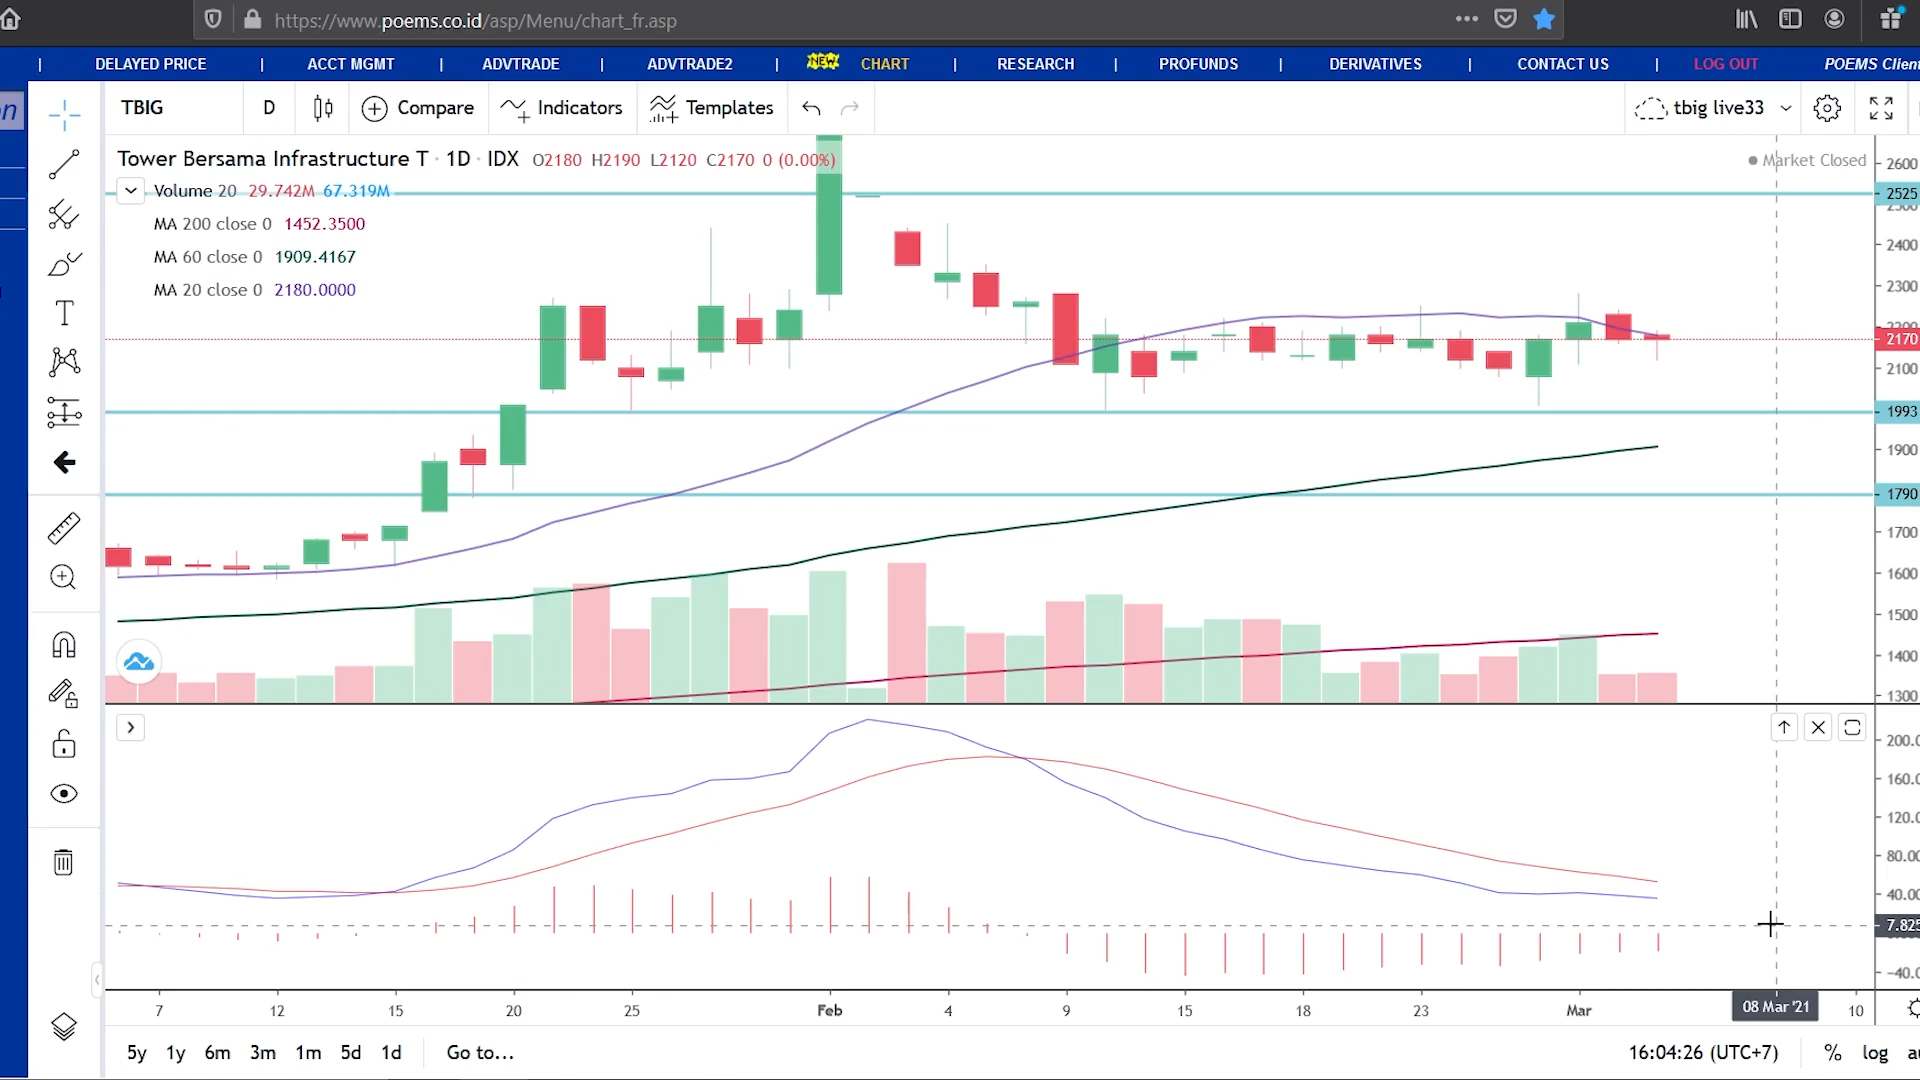 https://www.poems.co.id/asp/Menu/chart_fr.asp
| DELAYED PRICE | ACCT MGMT | ADVTRADE | ADVTRADE2 | NEW CHART | RESEARCH | PROFUNDS | DERIVATIVES | CONTACT US | LOG OUT POEMS Client
on
TBIG D Compare Indicators Templates tbig live33
Tower Bersama Infrastructure T · 1D · IDX O2180 H2190 L2120 C2170 0 (0.00%)
Market Closed
Volume 20 29.742M 67.319M
MA 200 close 0 1452.3500
MA 60 close 0 1909.4167
MA 20 close 0 2180.0000
T
2600
2525
2500
2400
2300
2200
2170
2100
1993
1900
1790
1700
1600
1500
1400
1300
200.0
160.0
120.0
80.00
40.00
7.825
-40.0
7 12 15 20 25 Feb 4 9 15 18 23 Mar 08 Mar '21 10
5y 1y 6m 3m 1m 5d 1d Go to... 16:04:26 (UTC+7) % log au